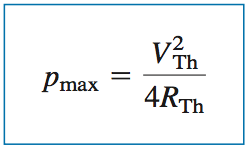 p_max = V_Th^2 / 4R_Th